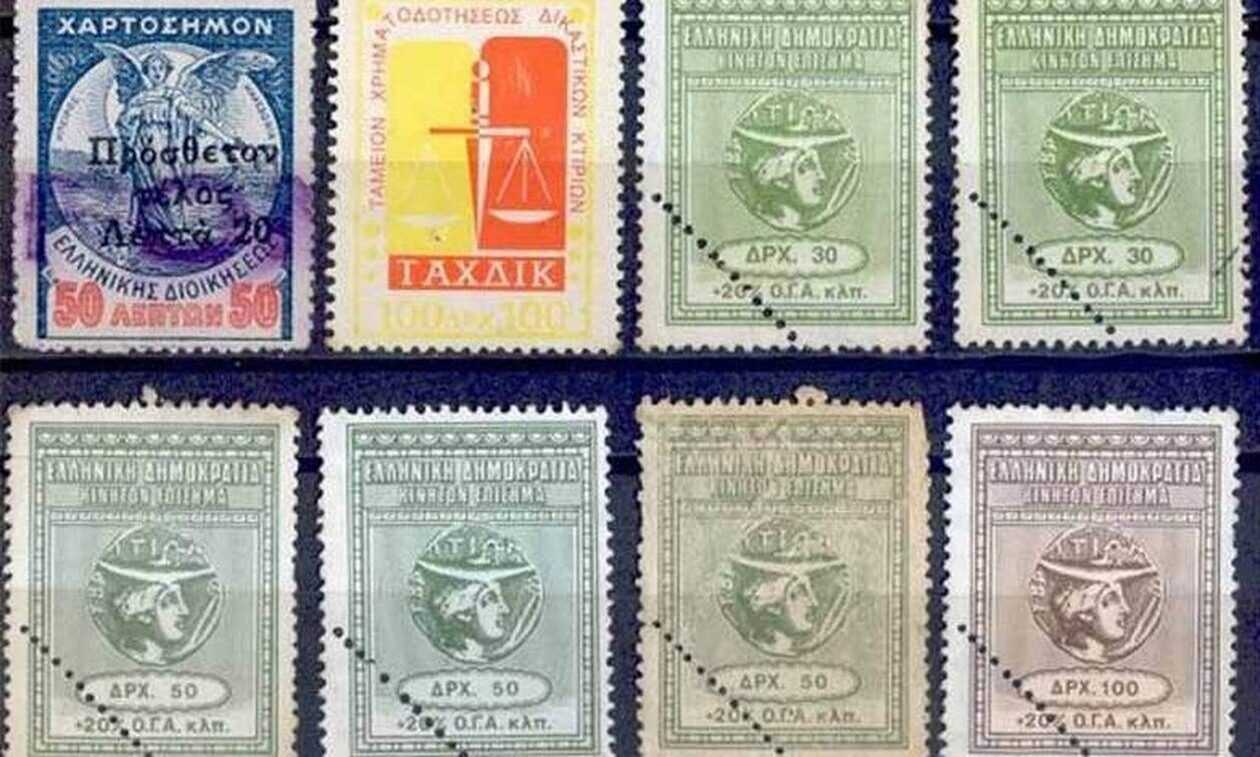 ΧΑΡΤΟΣΗΜΟΝ
Πρόσθετον
τέλος
Λεπτά 20
ΕΛΛΗΝΙΚΗΣ ΔΙΟΙΚΗΣΕΩΣ
50 ΛΕΠΤΩΝ 50
ΤΑΜΕΙΟΝ ΧΡΗΜΑΤΟΔΟΤΗΣΕΩΣ ΔΙΚΑΣΤΙΚΩΝ ΚΤΙΡΙΩΝ
ΤΑΧΔΙΚ
100 ΔΡΧ 100
ΕΛΛΗΝΙΚΗ ΔΗΜΟΚΡΑΤΙΑ
ΚΙΝΗΤΟΝ ΕΠΙΣΗΜΑ
ΔΡΧ. 30
+20% Ο.Γ.Α. κλπ.
ΕΛΛΗΝΙΚΗ ΔΗΜΟΚΡΑΤΙΑ
ΚΙΝΗΤΟΝ ΕΠΙΣΗΜΑ
ΔΡΧ. 30
+20% Ο.Γ.Α. κλπ.
ΕΛΛΗΝΙΚΗ ΔΗΜΟΚΡΑΤΙΑ
ΚΙΝΗΤΟΝ ΕΠΙΣΗΜΑ
ΔΡΧ. 50
+20% Ο.Γ.Α. κλπ.
ΕΛΛΗΝΙΚΗ ΔΗΜΟΚΡΑΤΙΑ
ΚΙΝΗΤΟΝ ΕΠΙΣΗΜΑ
ΔΡΧ. 50
+20% Ο.Γ.Α. κλπ.
ΕΛΛΗΝΙΚΗ ΔΗΜΟΚΡΑΤΙΑ
ΚΙΝΗΤΟΝ ΕΠΙΣΗΜΑ
ΔΡΧ. 50
+20% Ο.Γ.Α. κλπ.
ΕΛΛΗΝΙΚΗ ΔΗΜΟΚΡΑΤΙΑ
ΚΙΝΗΤΟΝ ΕΠΙΣΗΜΑ
ΔΡΧ. 100
+20% Ο.Γ.Α. κλπ.